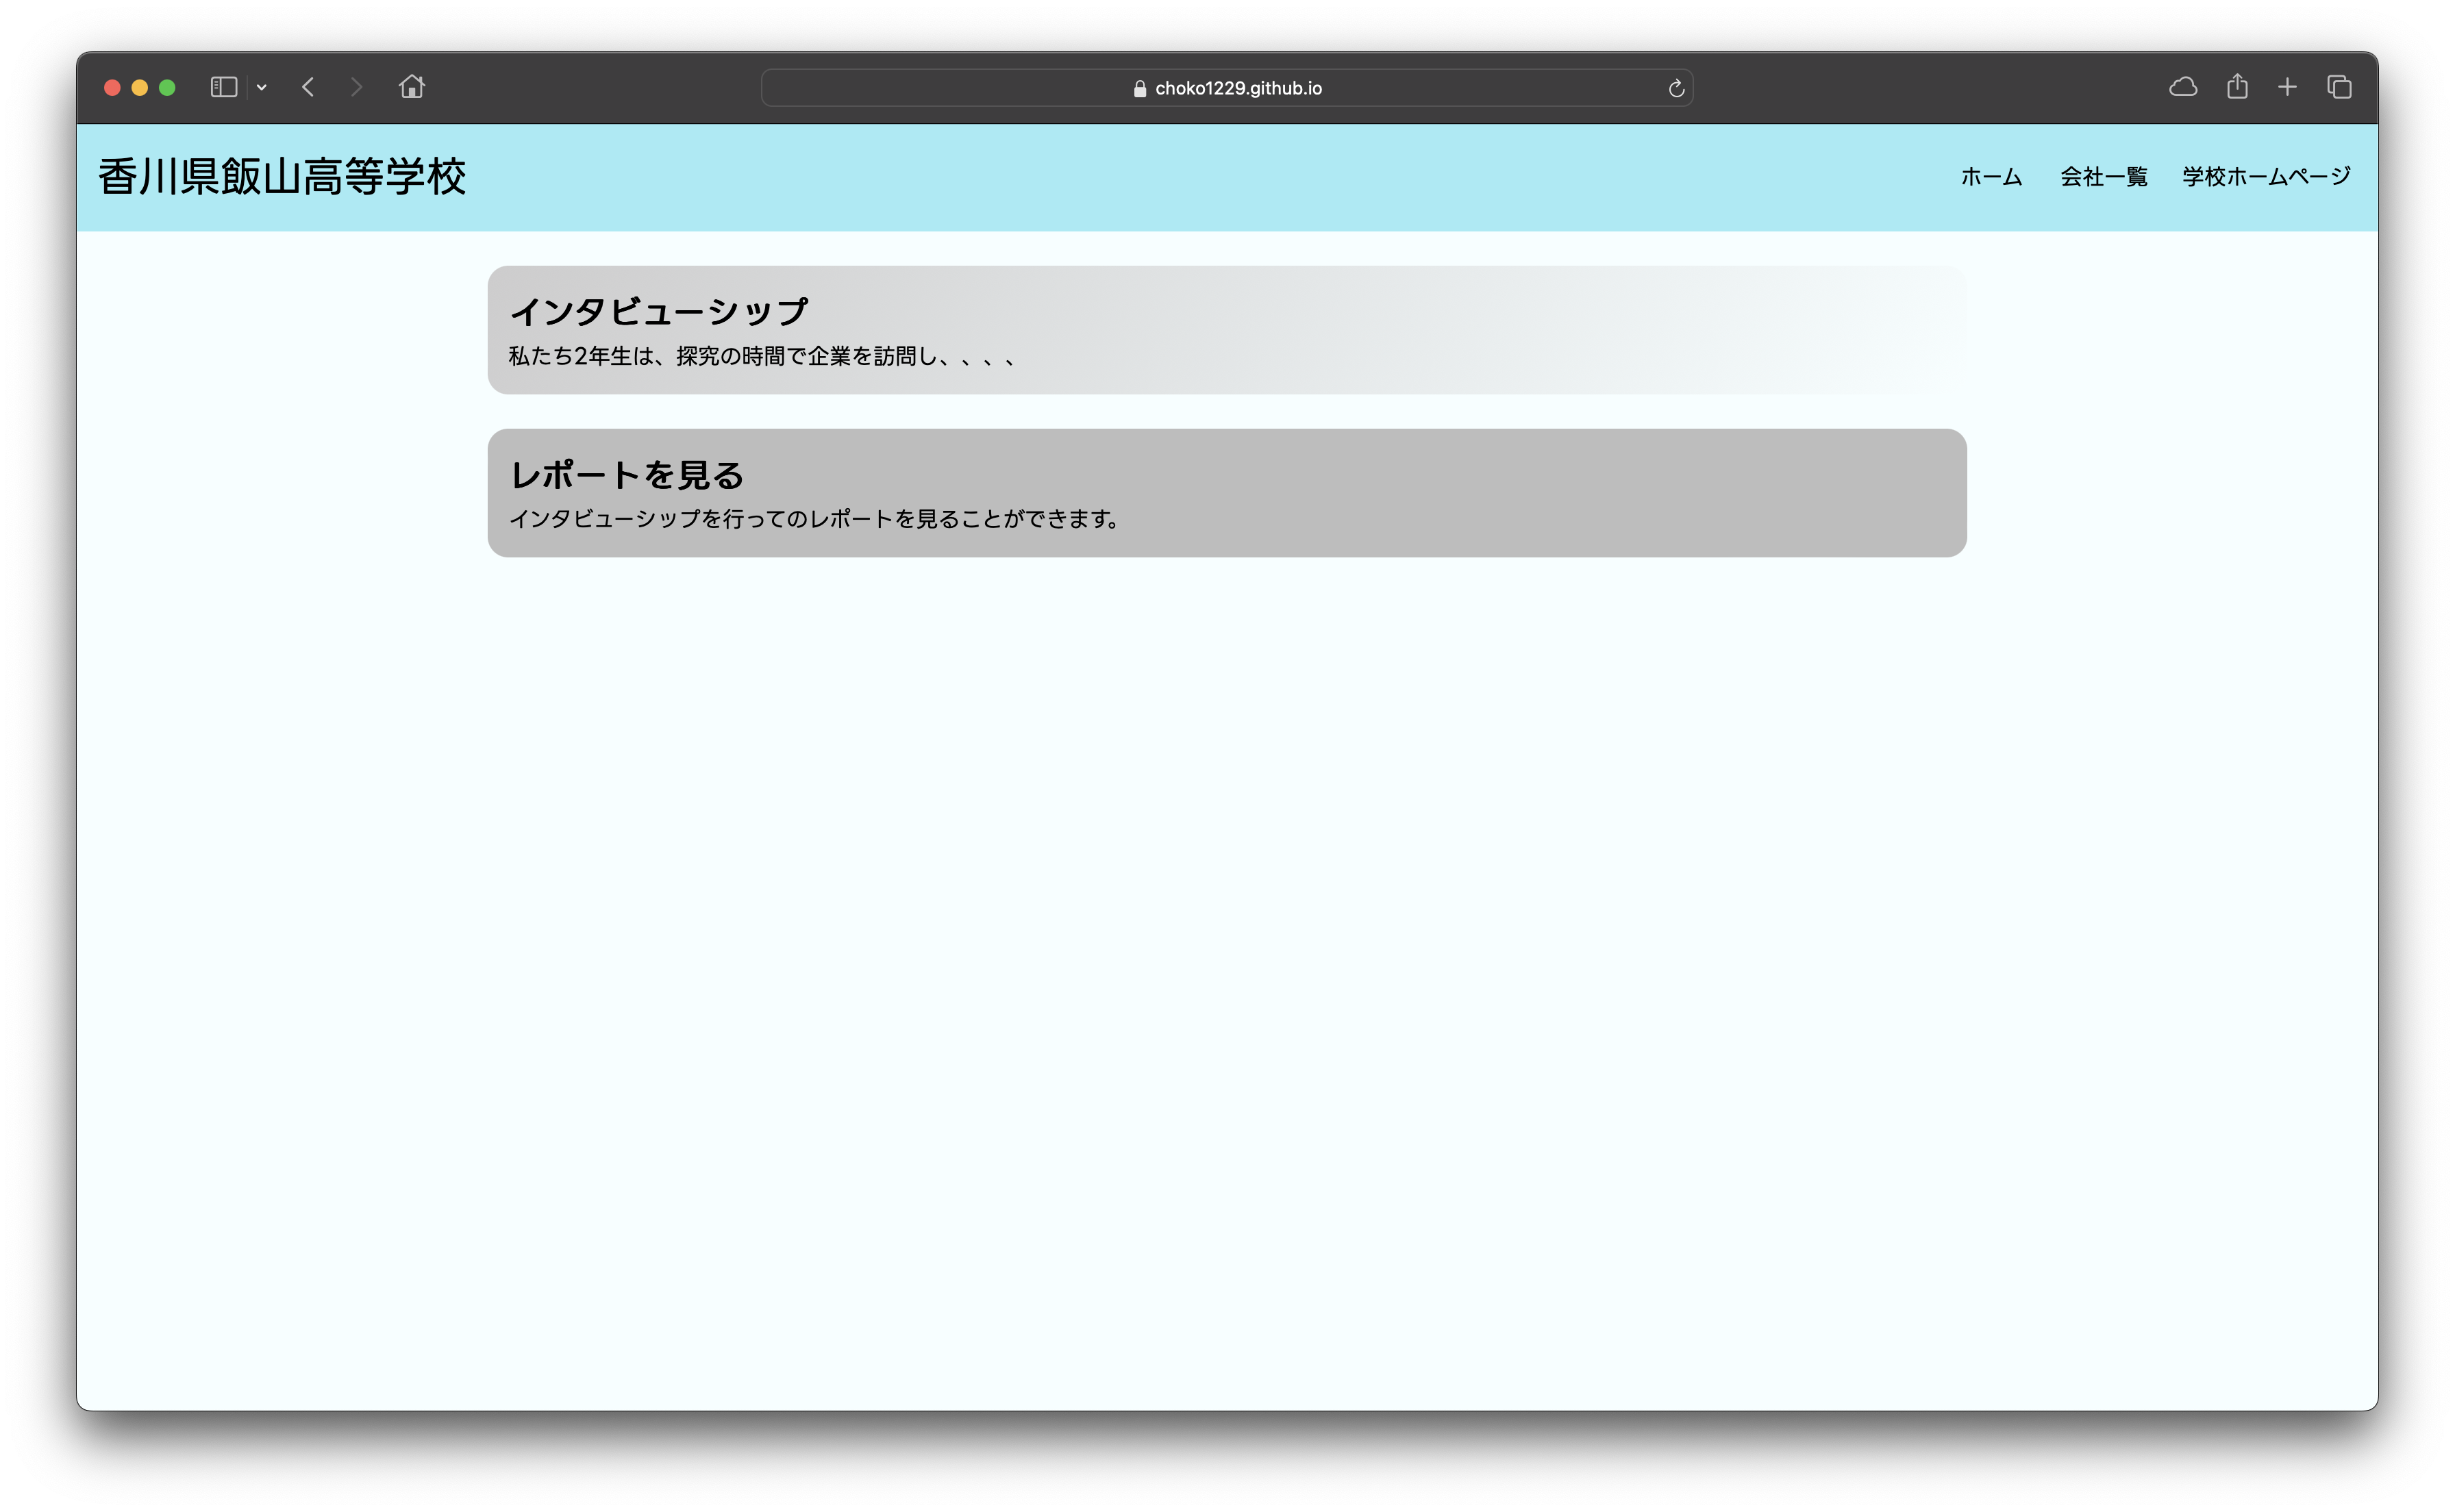 choko1229.github.io
香川県飯山高等学校
ホーム 会社一覧 学校ホームページ
インタビューシップ
私たち2年生は、探究の時間で企業を訪問し、、、、
レポートを見る
インタビューシップを行ってのレポートを見ることができます。